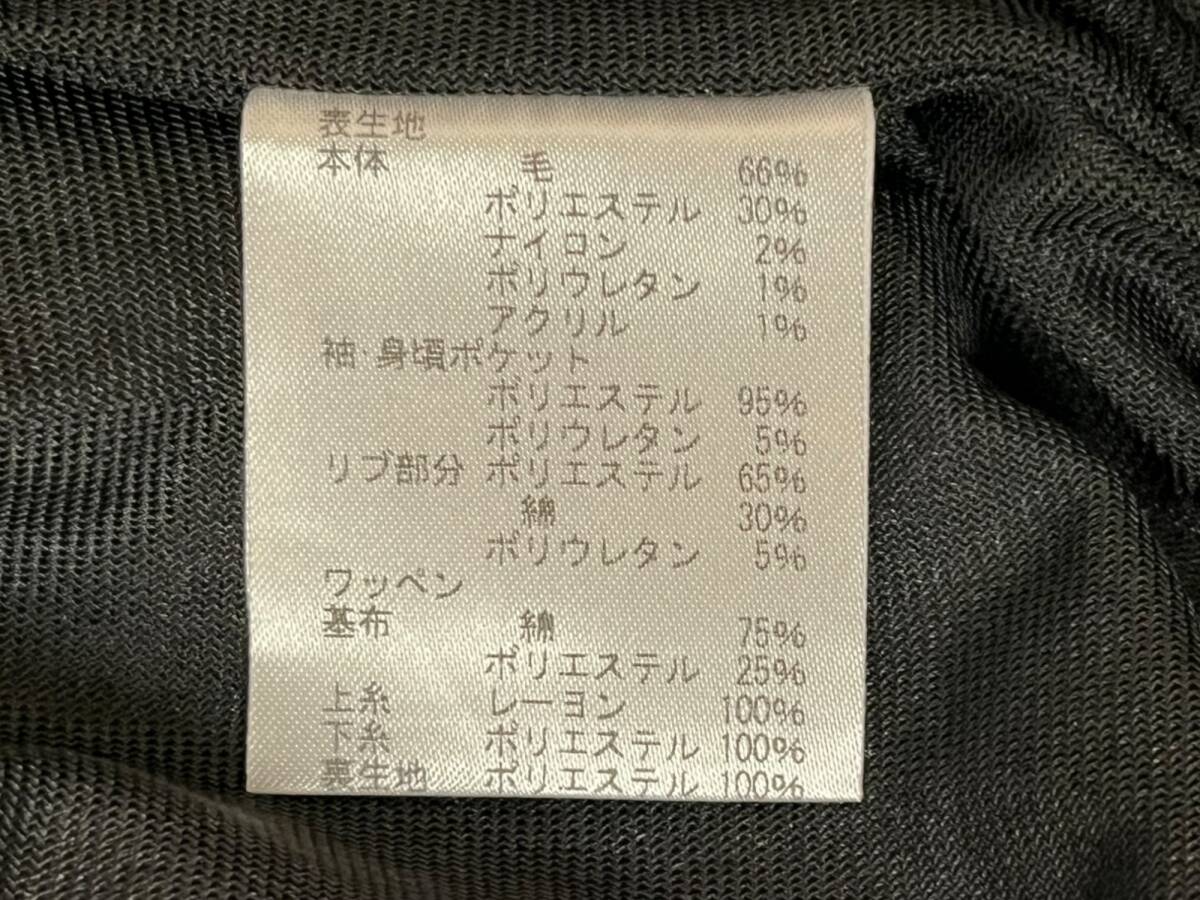 表生地
本体 毛 66%
ポリエステル 30%
ナイロン 2%
ポリウレタン 1%
アクリル 1%
袖・身頃ポケット
ポリエステル 95%
ポリウレタン 5%
リブ部分 ポリエステル 65%
綿 30%
ポリウレタン 5%
ワッペン
基布 綿 75%
ポリエステル 25%
上糸 レーヨン 100%
下糸 ポリエステル 100%
裏生地 ポリエステル 100%